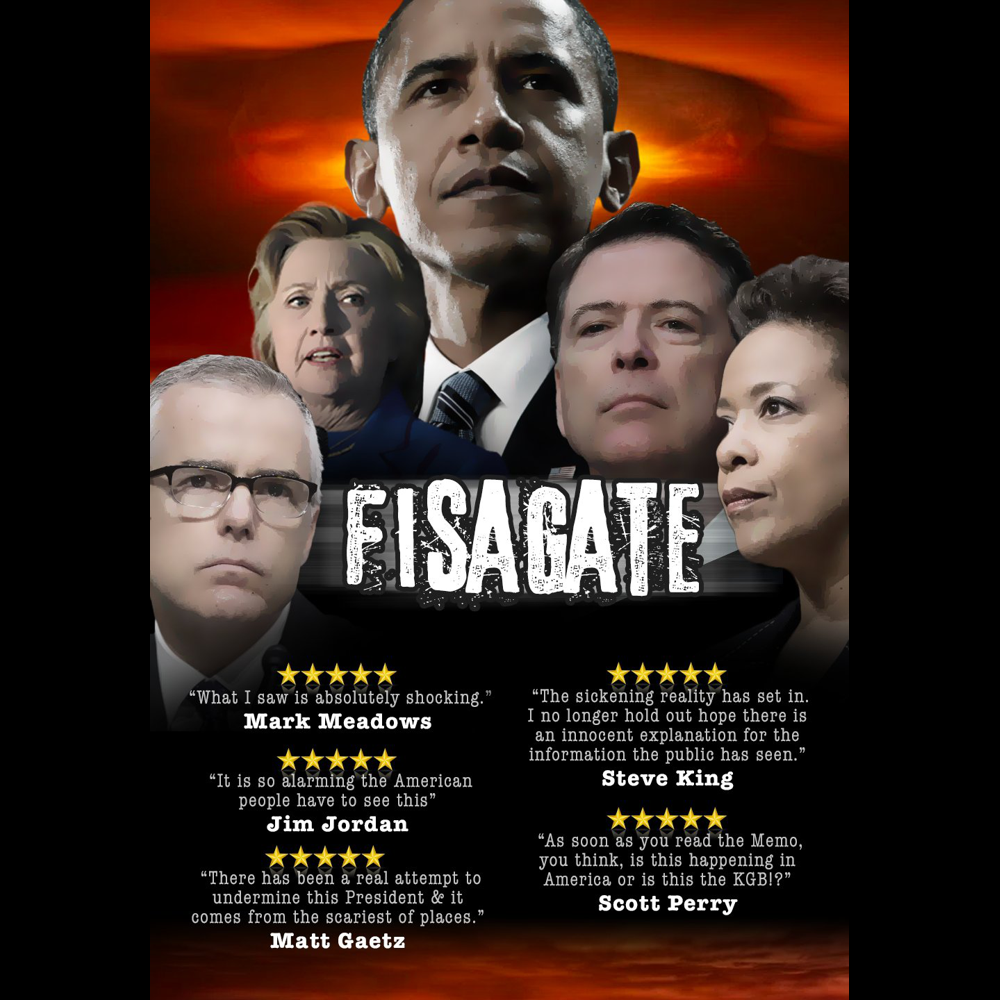 FISAGATE
“What I saw is absolutely shocking.”
Mark Meadows
“It is so alarming the American
people have to see this”
Jim Jordan
“There has been a real attempt to
undermine this President & it
comes from the scariest of places.”
Matt Gaetz
“The sickening reality has set in.
I no longer hold out hope there is
an innocent explanation for the
information the public has seen.”
Steve King
“As soon as you read the Memo,
you think, is this happening in
America or is this the KGB!?”
Scott Perry